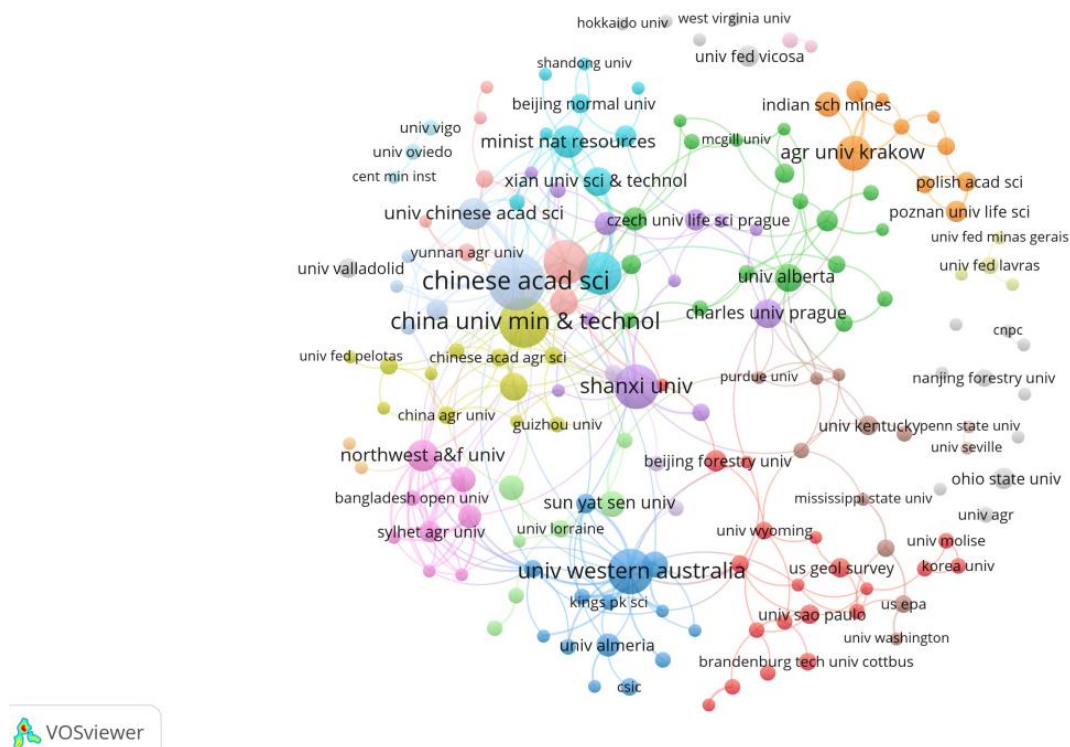 hokkaido univ
west virginia univ
univ fed vicosa
shandong univ
beijing normal univ
indian sch mines
univ vigo
minist nat resources
mcgill univ
univ oviedo
agr univ krakow
cent min inst
xian univ sci & technol
polish acad sci
univ chinese acad sci
czech univ life sci prague
poznan univ life sci
univ fed minas gerais
yunnan agr univ
univ valladolid
univ fed lavras
chinese acad sci
univ alberta
china univ min & technol
charles univ prague
cnpc
univ fed pelotas
chinese acad agr sci
purdue univ
nanjing forestry univ
shanxi univ
china agr univ
guizhou univ
univ kentucky
penn state univ
univ seville
northwest a&f univ
beijing forestry univ
ohio state univ
bangladesh open univ
sun yat sen univ
mississippi state univ
univ agr
sylhet agr univ
univ lorraine
univ wyoming
univ molise
univ western australia
us geol survey
korea univ
kings pk sci
univ sao paulo
us epa
univ almeria
univ washington
brandenburg tech univ cottbus
csic
VOSviewer